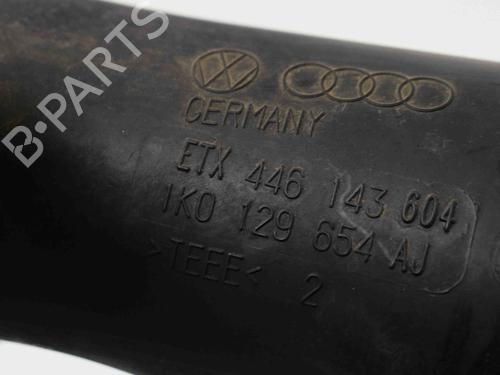 GERMANY
ETX 446 143 604
1K0 129 654 AJ
>TEEE< 2
B-PARTS